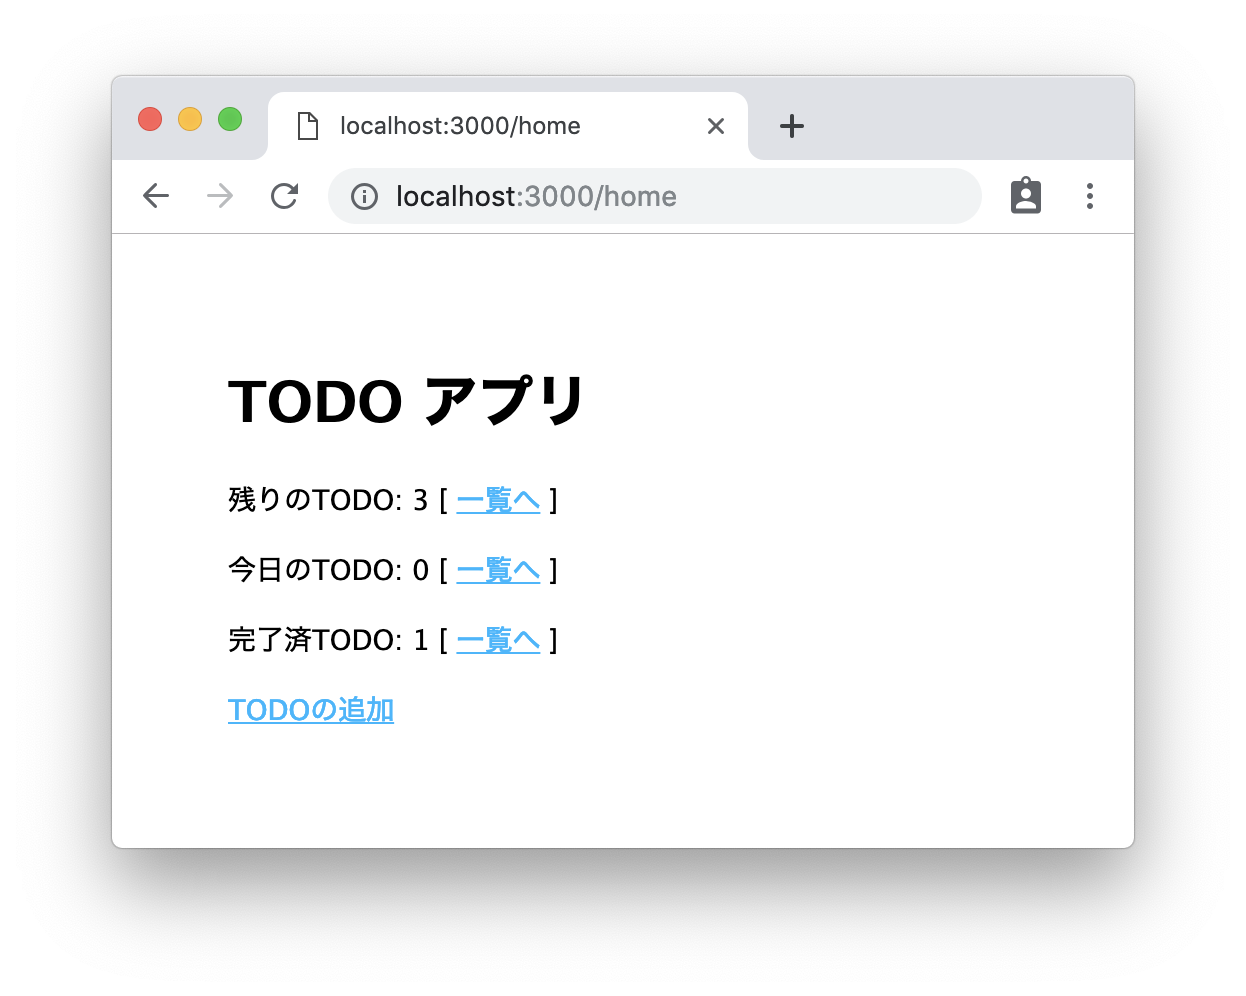 localhost:3000/home
localhost:3000/home
TODO アプリ
残りのTODO: 3 [ 一覧へ ]
今日のTODO: 0 [ 一覧へ ]
完了済TODO: 1 [ 一覧へ ]
TODOの追加